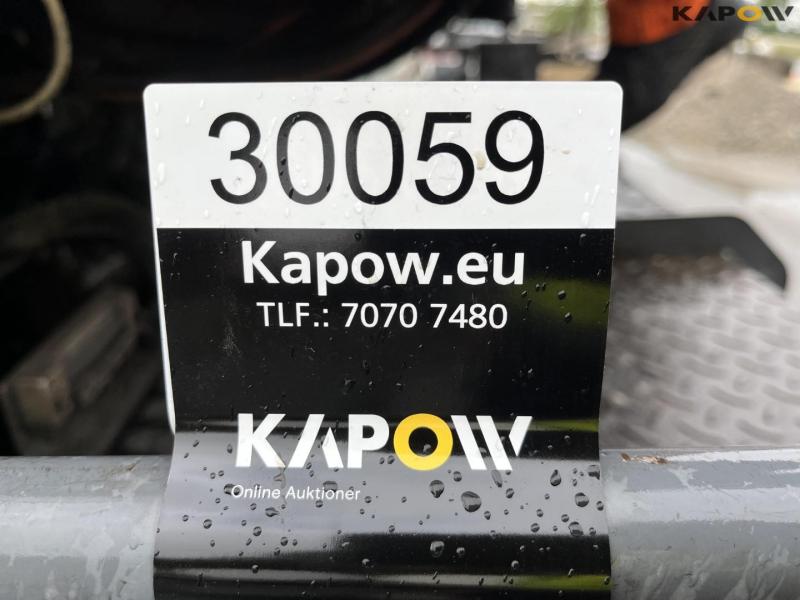 KAPOW
30059
Kapow.eu
TLF.: 7070 7480
KAPOW
Online Auktioner